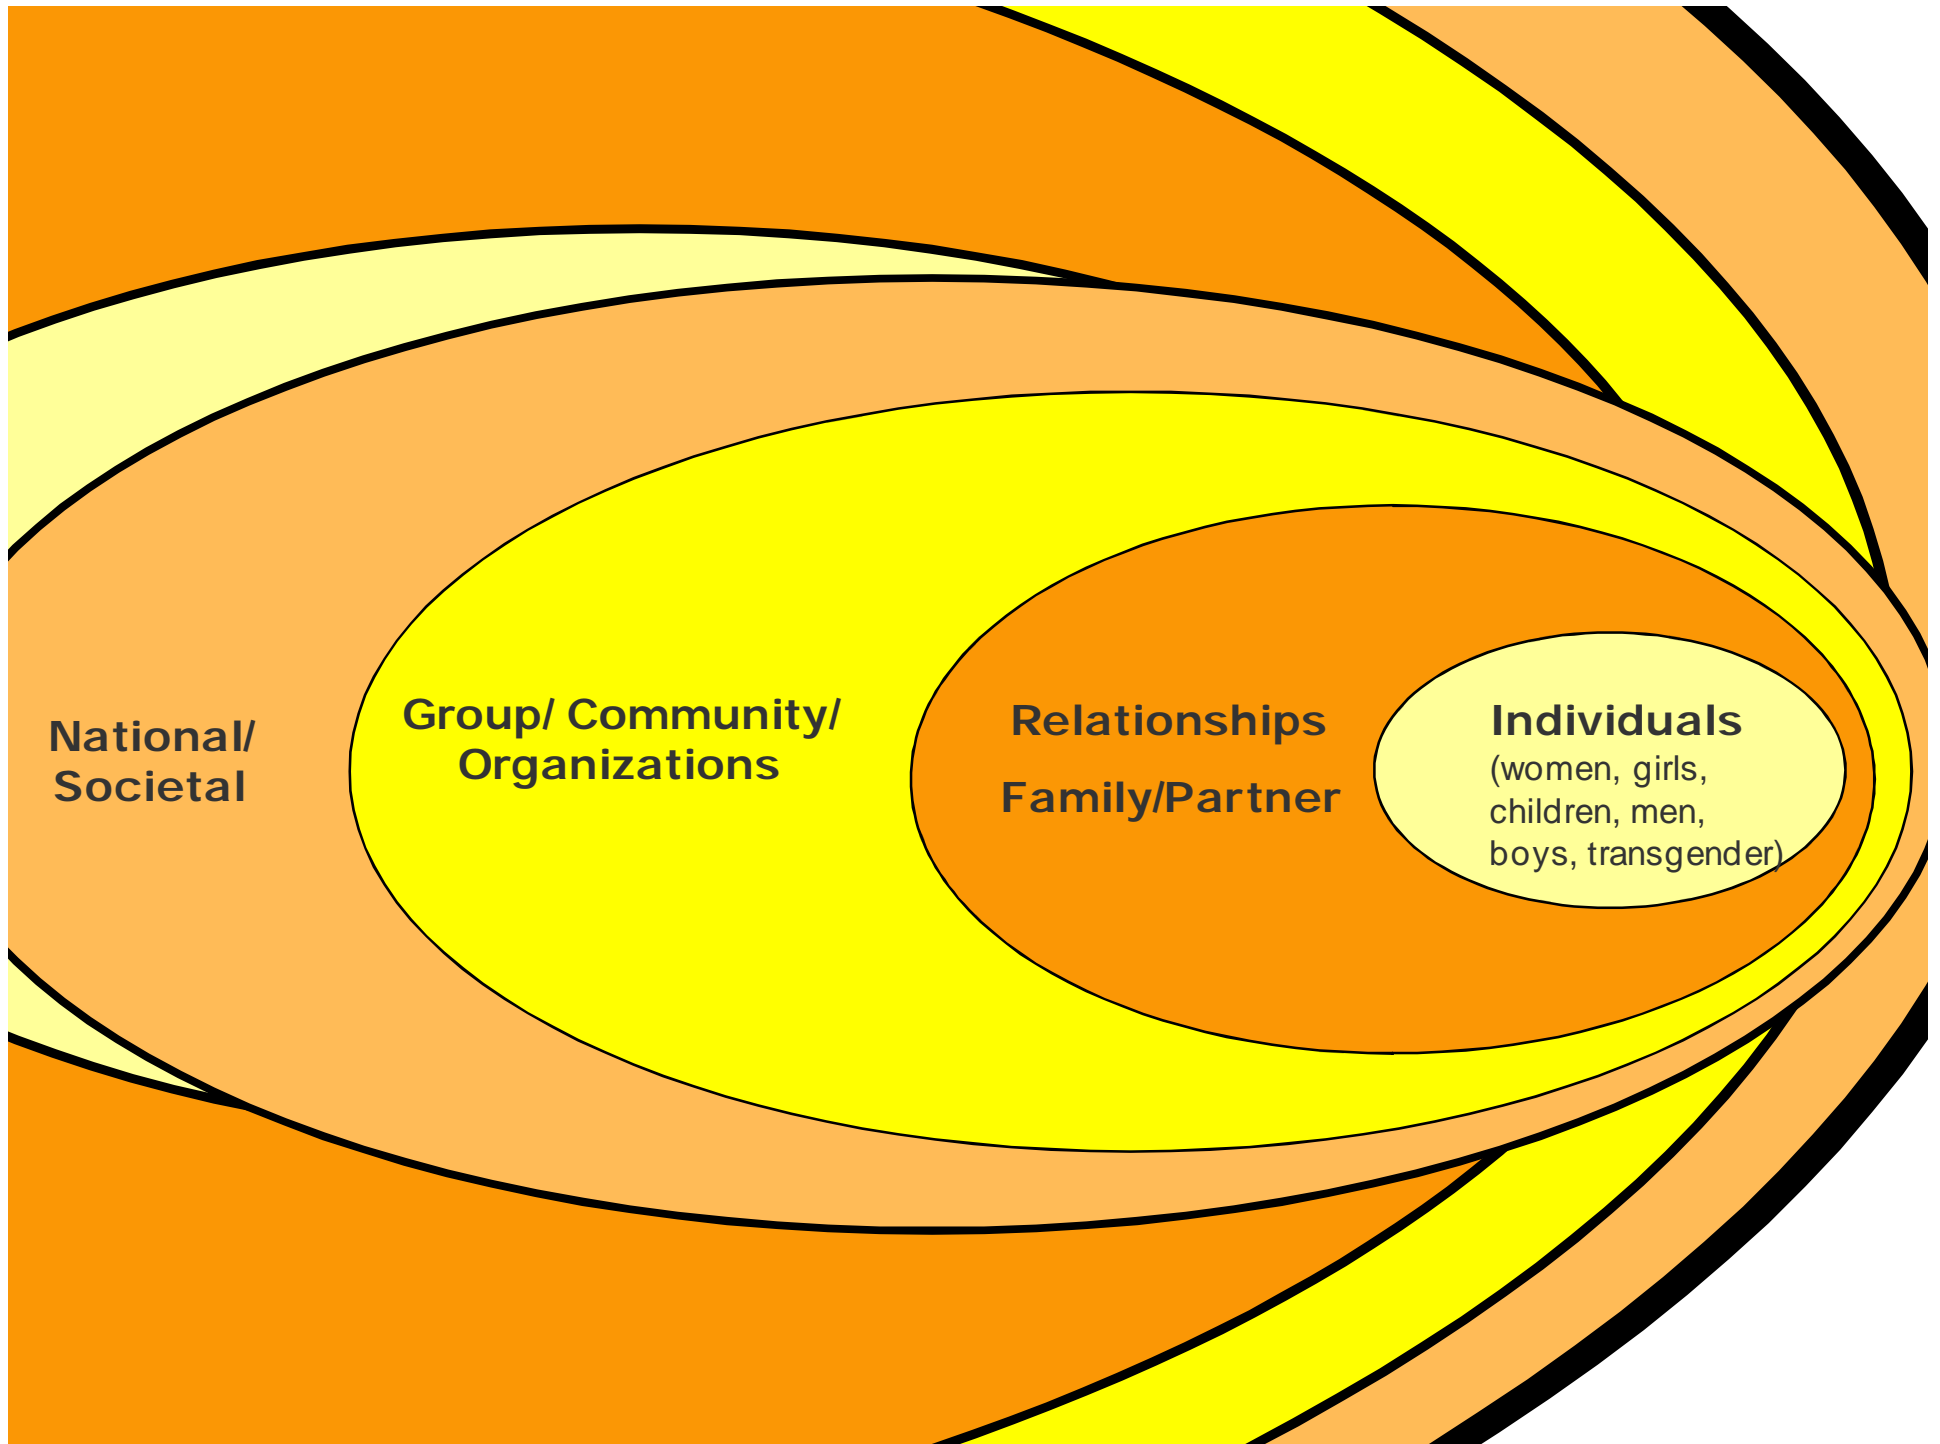 National/
Societal
Group/ Community/
Organizations
Relationships
Family/Partner
Individuals
(women, girls,
children, men,
boys, transgender)